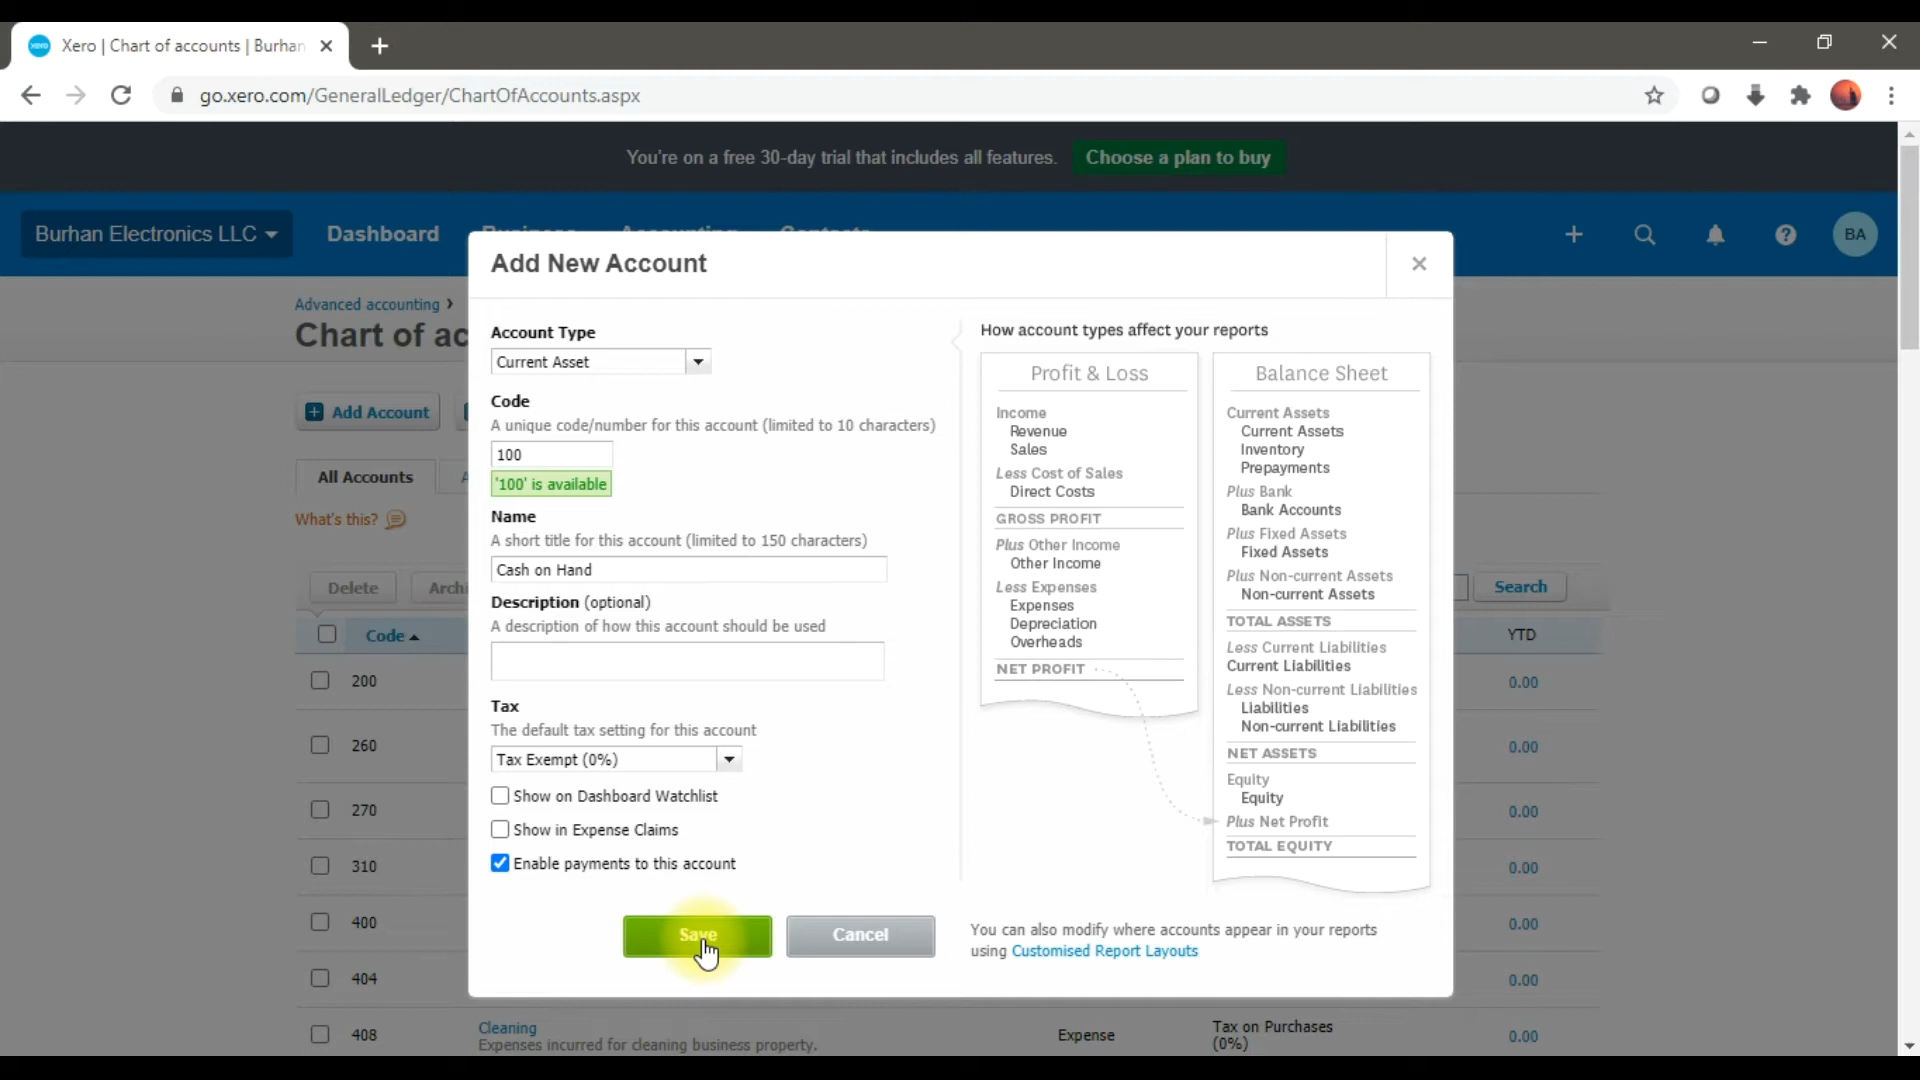 Xero | Chart of accounts | Burhan
go.xero.com/GeneralLedger/ChartOfAccounts.aspx
You're on a free 30-day trial that includes all features. Choose a plan to buy
Burhan Electronics LLC Dashboard BA
Add New Account
Advanced accounting
Chart of ac
Add Account
All Accounts A
What's this?
Delete Archi Search
Code YTD
200 0.00
260 0.00
270 0.00
310 0.00
400 0.00
404 0.00
408 Cleaning Expense Tax on Purchases 0.00
Expenses incurred for cleaning business property. (0%)
Account Type
Current Asset
Code
A unique code/number for this account (limited to 10 characters)
100
'100' is available
Name
A short title for this account (limited to 150 characters)
Cash on Hand
Description (optional)
A description of how this account should be used
Tax
The default tax setting for this account
Tax Exempt (0%)
Show on Dashboard Watchlist
Show in Expense Claims
Enable payments to this account
Save Cancel
How account types affect your reports
Profit & Loss
Income
Revenue
Sales
Less Cost of Sales
Direct Costs
GROSS PROFIT
Plus Other Income
Other Income
Less Expenses
Expenses
Depreciation
Overheads
NET PROFIT
Balance Sheet
Current Assets
Current Assets
Inventory
Prepayments
Plus Bank
Bank Accounts
Plus Fixed Assets
Fixed Assets
Plus Non-current Assets
Non-current Assets
TOTAL ASSETS
Less Current Liabilities
Current Liabilities
Less Non-current Liabilities
Liabilities
Non-current Liabilities
NET ASSETS
Equity
Equity
Plus Net Profit
TOTAL EQUITY
You can also modify where accounts appear in your reports
using Customised Report Layouts